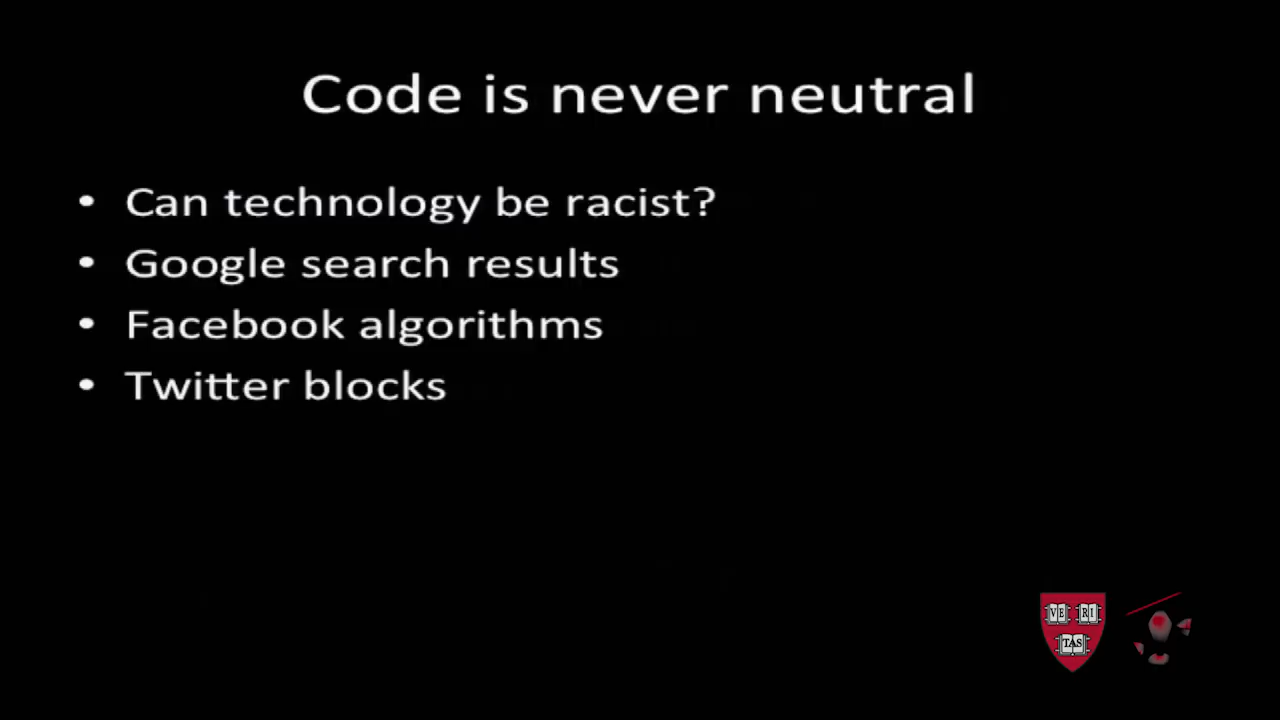 Code is never neutral
• Can technology be racist?
• Google search results
• Facebook algorithms
• Twitter blocks
VE RI
TAS